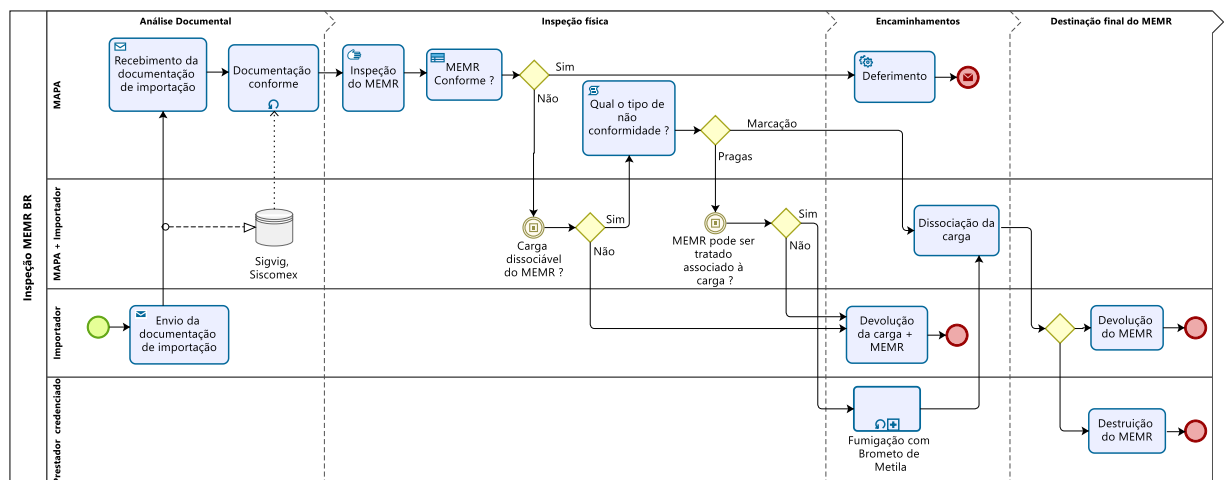 Análise Documental
Inspeção física
Encaminhamentos
Destinação final do MEMR
Inspeção MEMR BR
MAPA
Recebimento da
documentação
de importação
Documentação
conforme
Inspeção
do MEMR
MEMR
Conforme ?
Sim
Não
Qual o tipo de
não
conformidade ?
Marcação
Pragas
Deferimento
MAPA + Importador
Sigvig,
Siscomex
Carga
dissociável
do MEMR ?
Sim
Não
MEMR pode ser
tratado
associado à
carga ?
Sim
Não
Dissociação da
carga
Importador
Envio da
documentação
de importação
Devolução
da carga +
MEMR
Devolução
do MEMR
Prestador credenciado
Fumigação com
Brometo de
Metila
Destruição
do MEMR